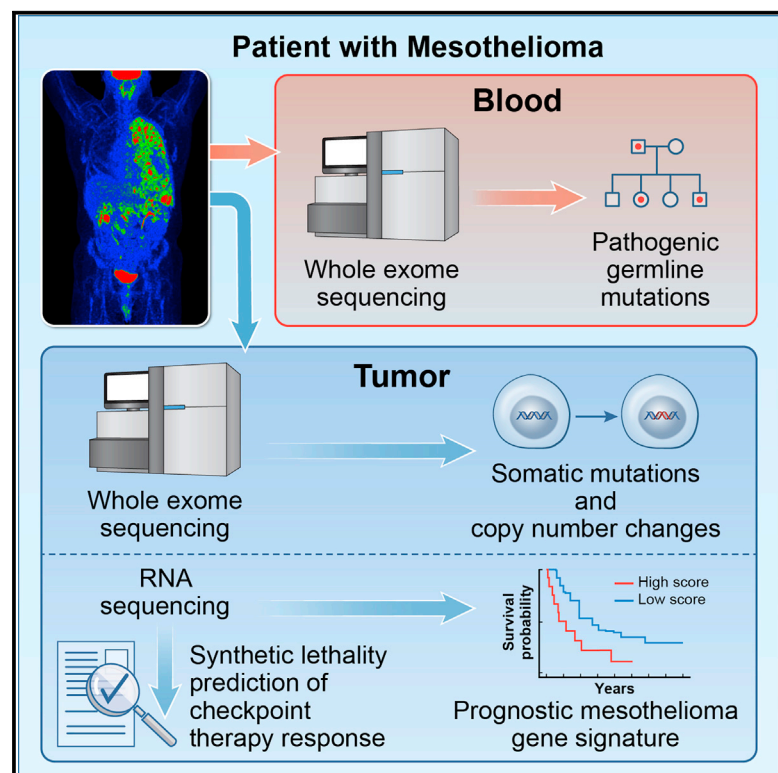 Patient with Mesothelioma
Blood
Whole exome
sequencing
Pathogenic
germline
mutations
Tumor
Whole exome
sequencing
Somatic mutations
and
copy number changes
RNA
sequencing
Synthetic lethality
prediction of
checkpoint
therapy response
Survival
probability
High score
Low score
Years
Prognostic mesothelioma
gene signature